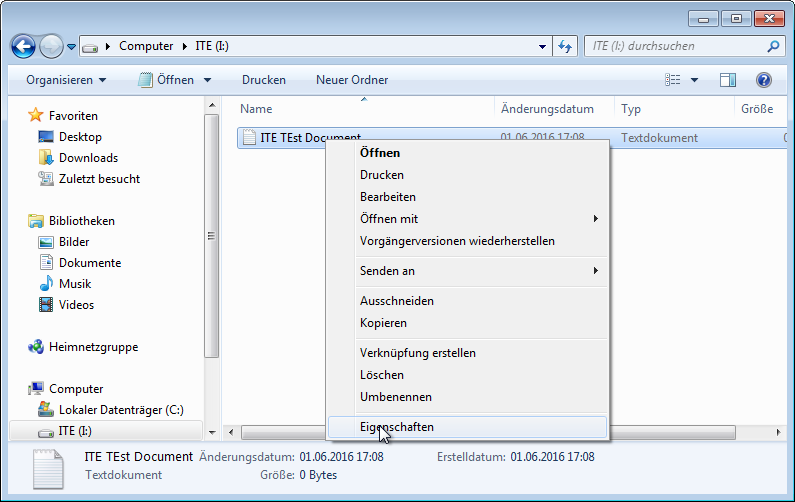 Computer ▸ ITE (I:)
ITE (I:) durchsuchen
Organisieren Öffnen Drucken Neuer Ordner
Name Änderungsdatum Typ Größe
ITE TEst Document 01.06.2016 17:08 Textdokument
Favoriten
Desktop
Downloads
Zuletzt besucht
Bibliotheken
Bilder
Dokumente
Musik
Videos
Heimnetzgruppe
Computer
Lokaler Datenträger (C:)
ITE (I:)
Öffnen
Drucken
Bearbeiten
Öffnen mit
Vorgängerversionen wiederherstellen
Senden an
Ausschneiden
Kopieren
Verknüpfung erstellen
Löschen
Umbenennen
Eigenschaften
ITE TEst Document Änderungsdatum: 01.06.2016 17:08 Erstelldatum: 01.06.2016 17:08
Textdokument Größe: 0 Bytes